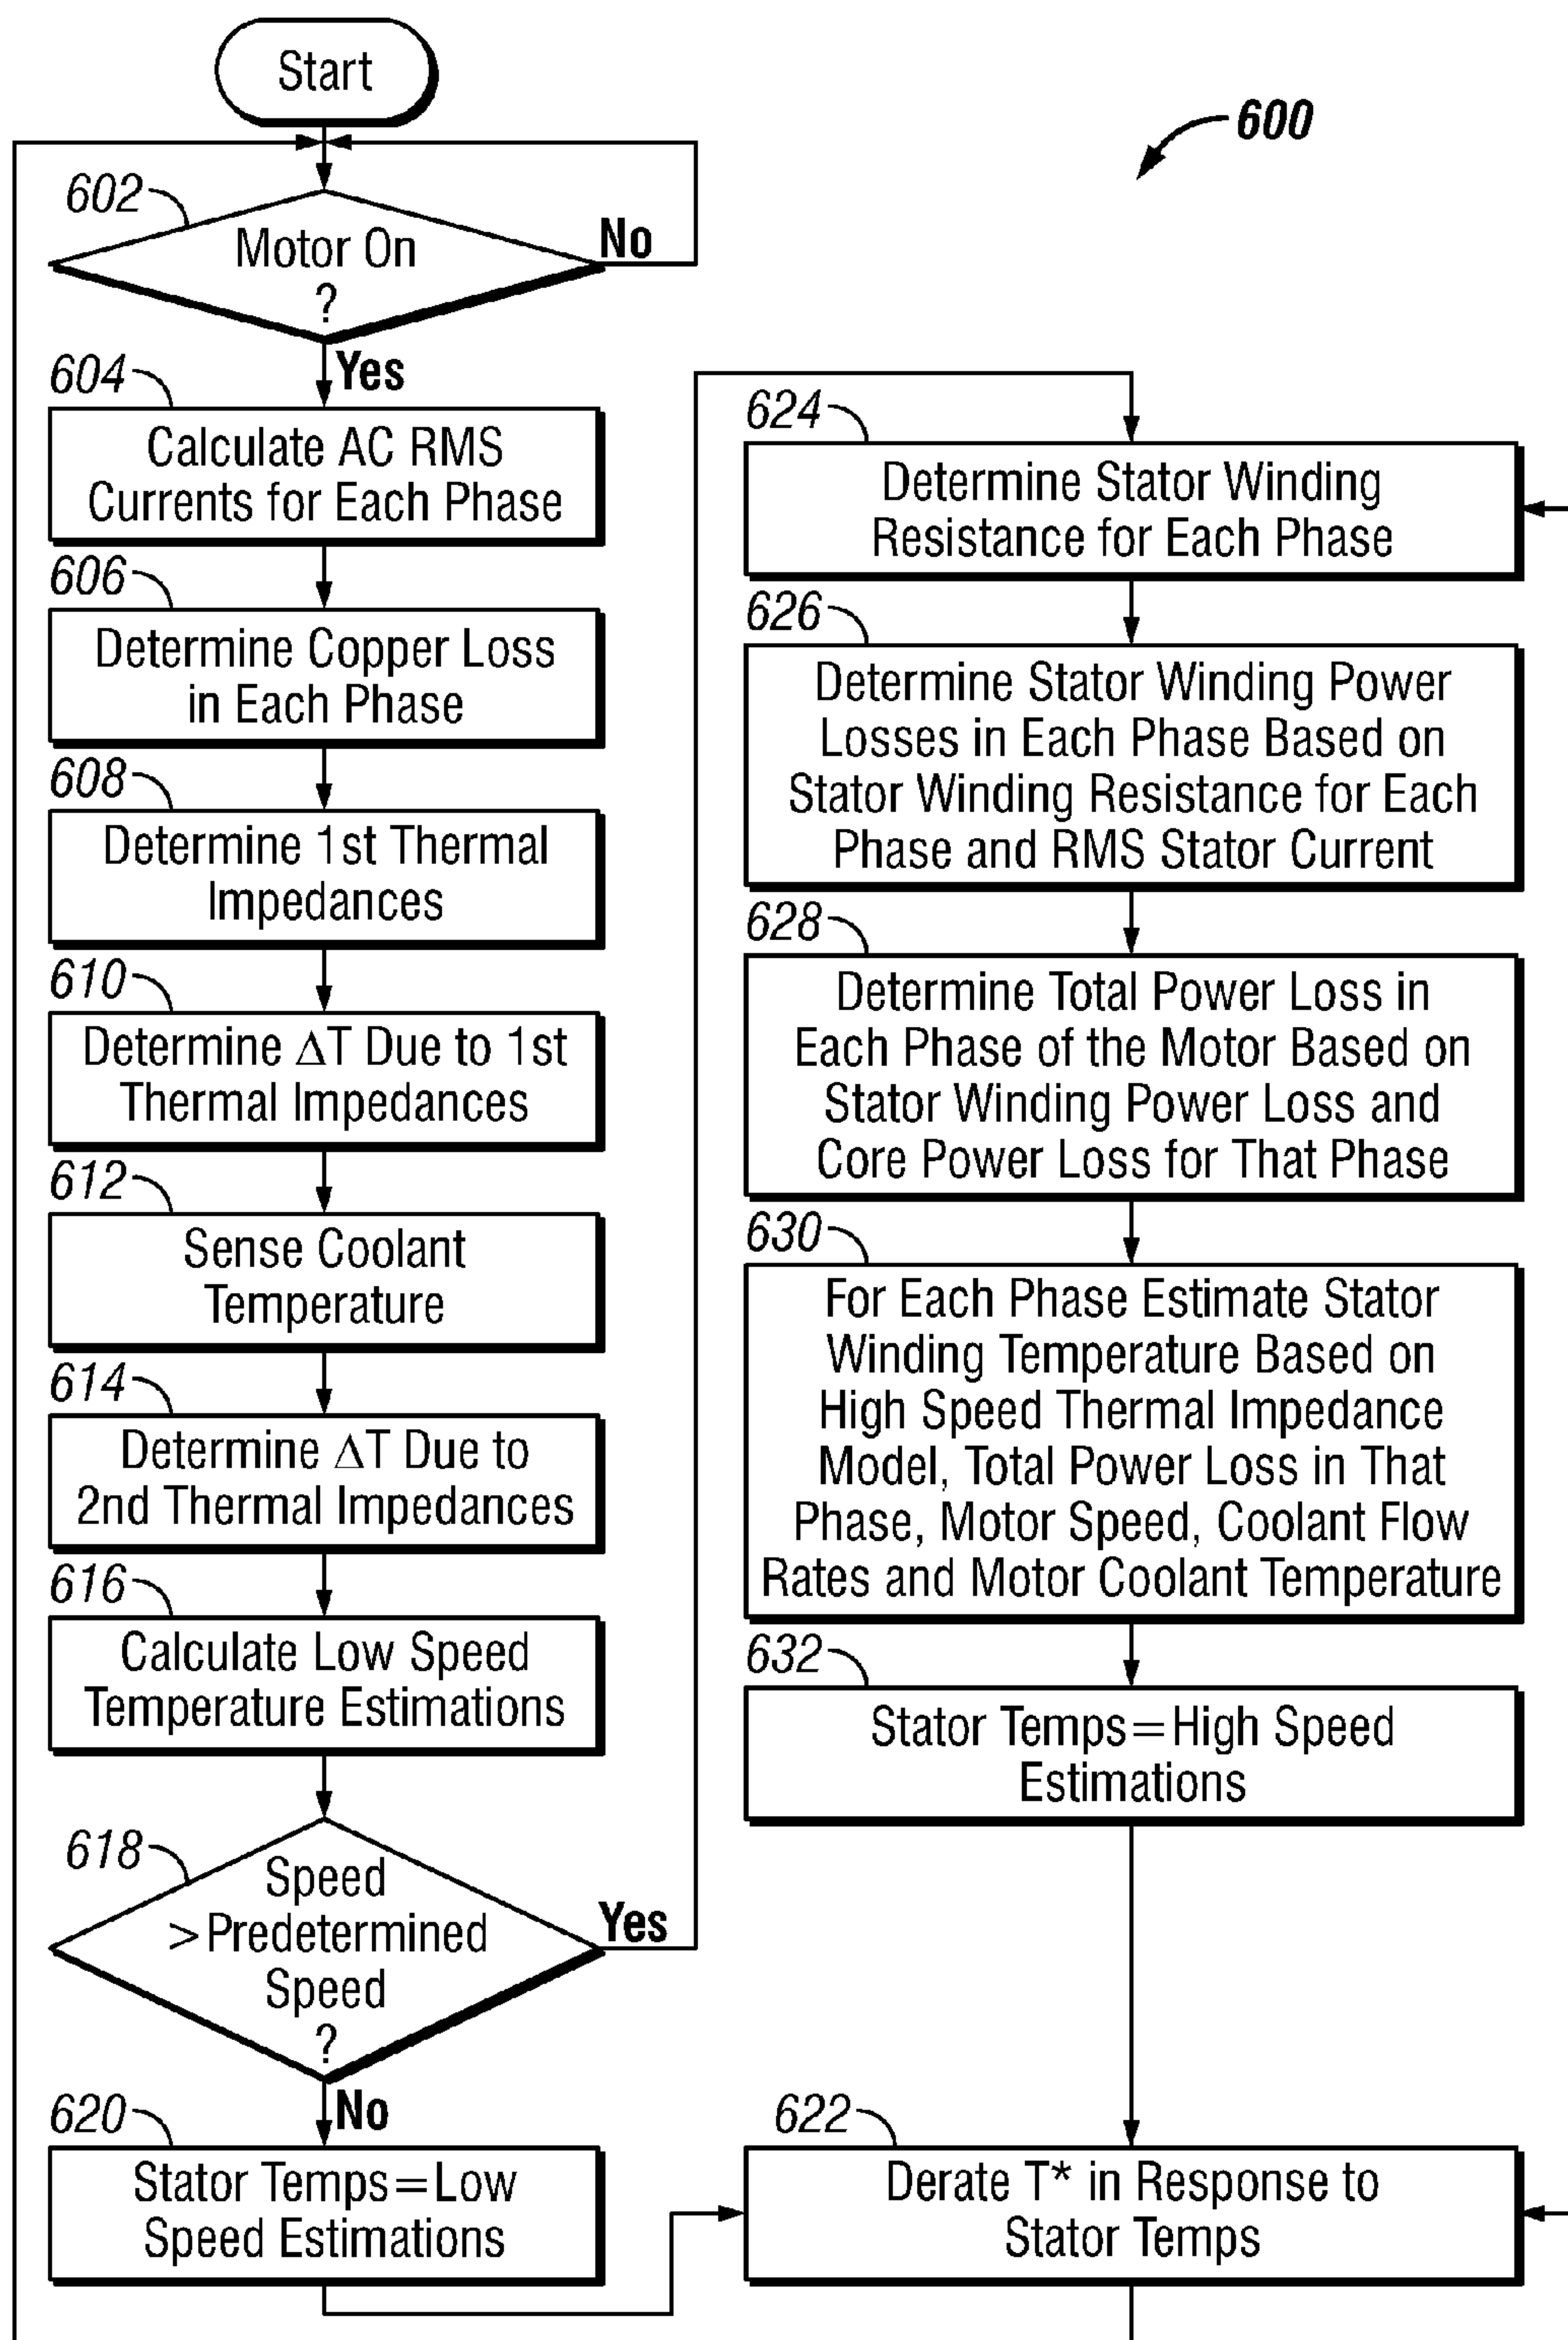 Start
600
602
Motor On
?
No
Yes
604
Calculate AC RMS
Currents for Each Phase
606
Determine Copper Loss
in Each Phase
608
Determine 1st Thermal
Impedances
610
Determine ΔT Due to 1st
Thermal Impedances
612
Sense Coolant
Temperature
614
Determine ΔT Due to
2nd Thermal Impedances
616
Calculate Low Speed
Temperature Estimations
618
Speed
>Predetermined
Speed
?
Yes
No
620
Stator Temps=Low
Speed Estimations
624
Determine Stator Winding
Resistance for Each Phase
626
Determine Stator Winding Power
Losses in Each Phase Based on
Stator Winding Resistance for Each
Phase and RMS Stator Current
628
Determine Total Power Loss in
Each Phase of the Motor Based on
Stator Winding Power Loss and
Core Power Loss for That Phase
630
For Each Phase Estimate Stator
Winding Temperature Based on
High Speed Thermal Impedance
Model, Total Power Loss in That
Phase, Motor Speed, Coolant Flow
Rates and Motor Coolant Temperature
632
Stator Temps=High Speed
Estimations
622
Derate T* in Response to
Stator Temps